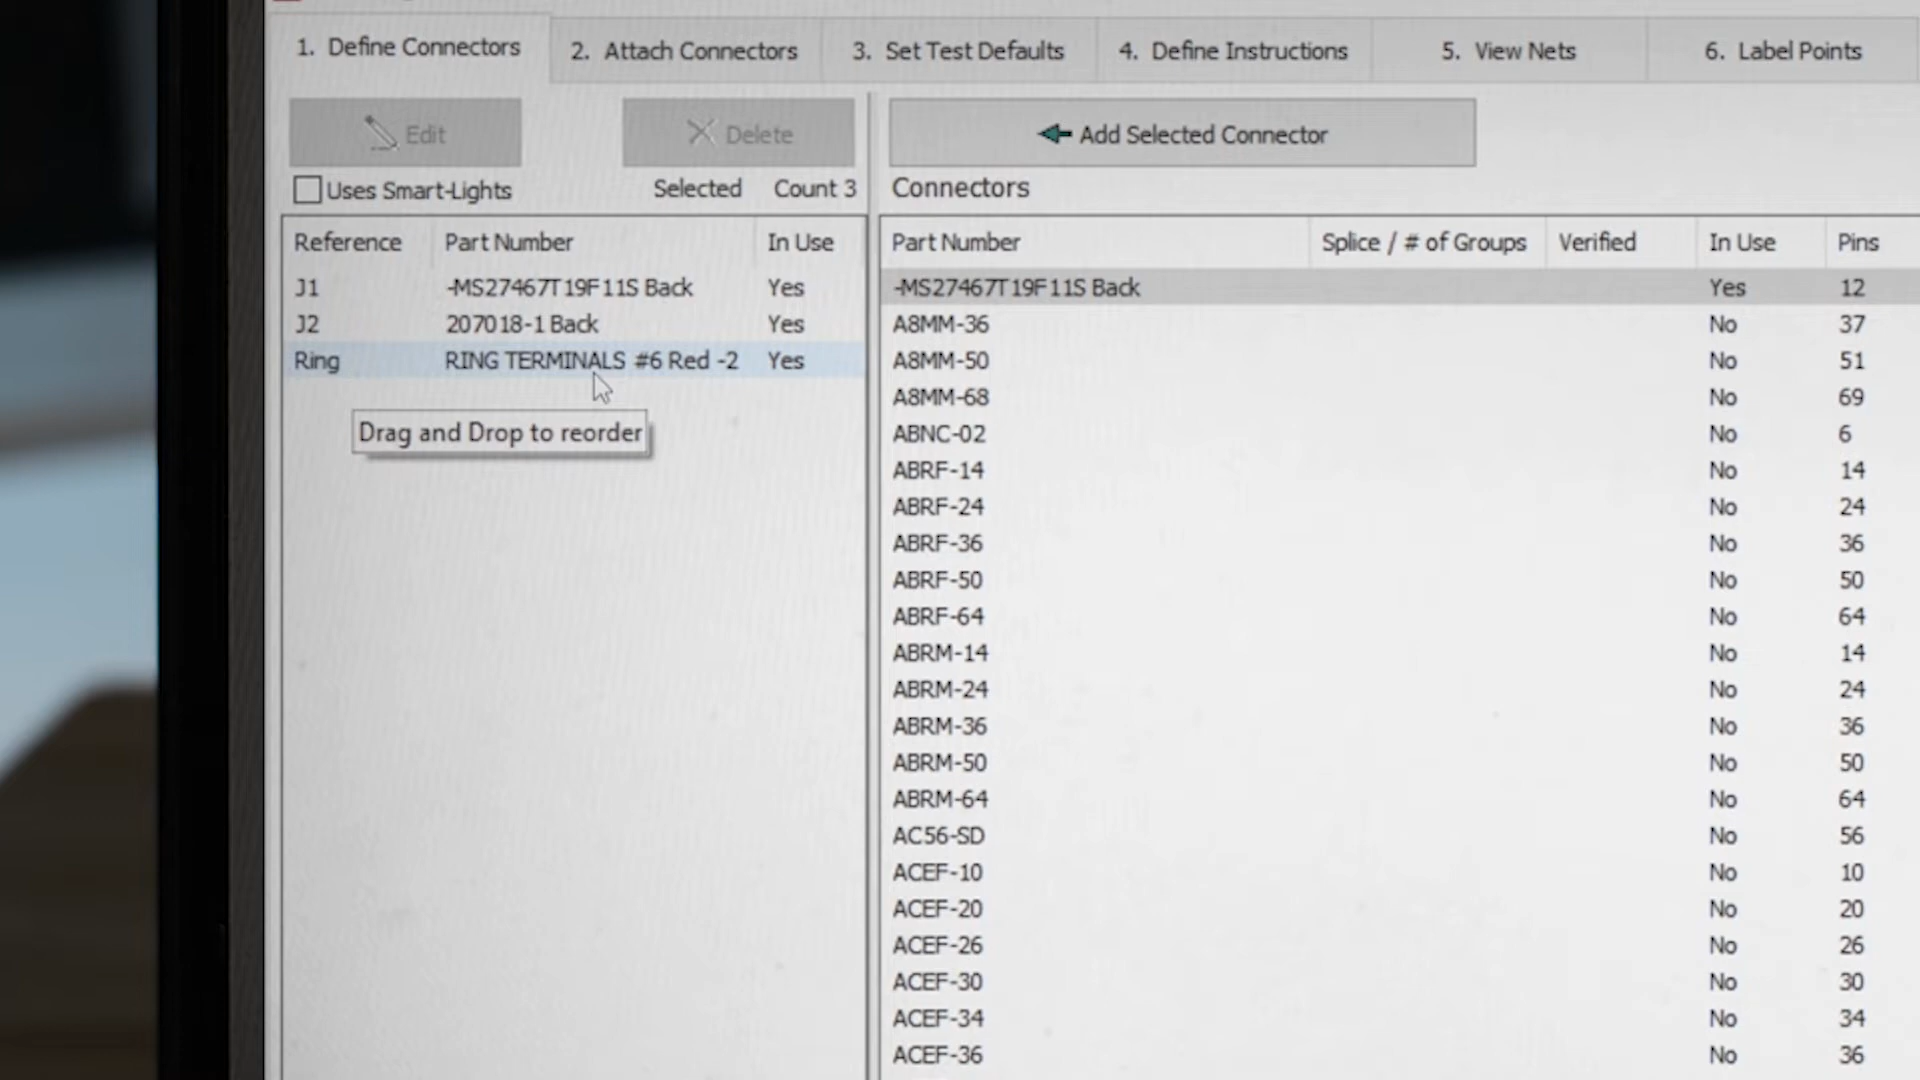 1. Define Connectors 2. Attach Connectors 3. Set Test Defaults 4. Define Instructions 5. View Nets 6. Label Points
Edit Delete Add Selected Connector
Uses Smart-Lights Selected Count 3 Connectors
Reference Part Number In Use
J1 -MS27467T19F11S Back Yes
J2 207018-1 Back Yes
Ring RING TERMINALS #6 Red -2 Yes
Drag and Drop to reorder
Part Number Splice / # of Groups Verified In Use Pins
-MS27467T19F11S Back Yes 12
A8MM-36 No 37
A8MM-50 No 51
A8MM-68 No 69
ABNC-02 No 6
ABRF-14 No 14
ABRF-24 No 24
ABRF-36 No 36
ABRF-50 No 50
ABRF-64 No 64
ABRM-14 No 14
ABRM-24 No 24
ABRM-36 No 36
ABRM-50 No 50
ABRM-64 No 64
AC56-SD No 56
ACEF-10 No 10
ACEF-20 No 20
ACEF-26 No 26
ACEF-30 No 30
ACEF-34 No 34
ACEF-36 No 36